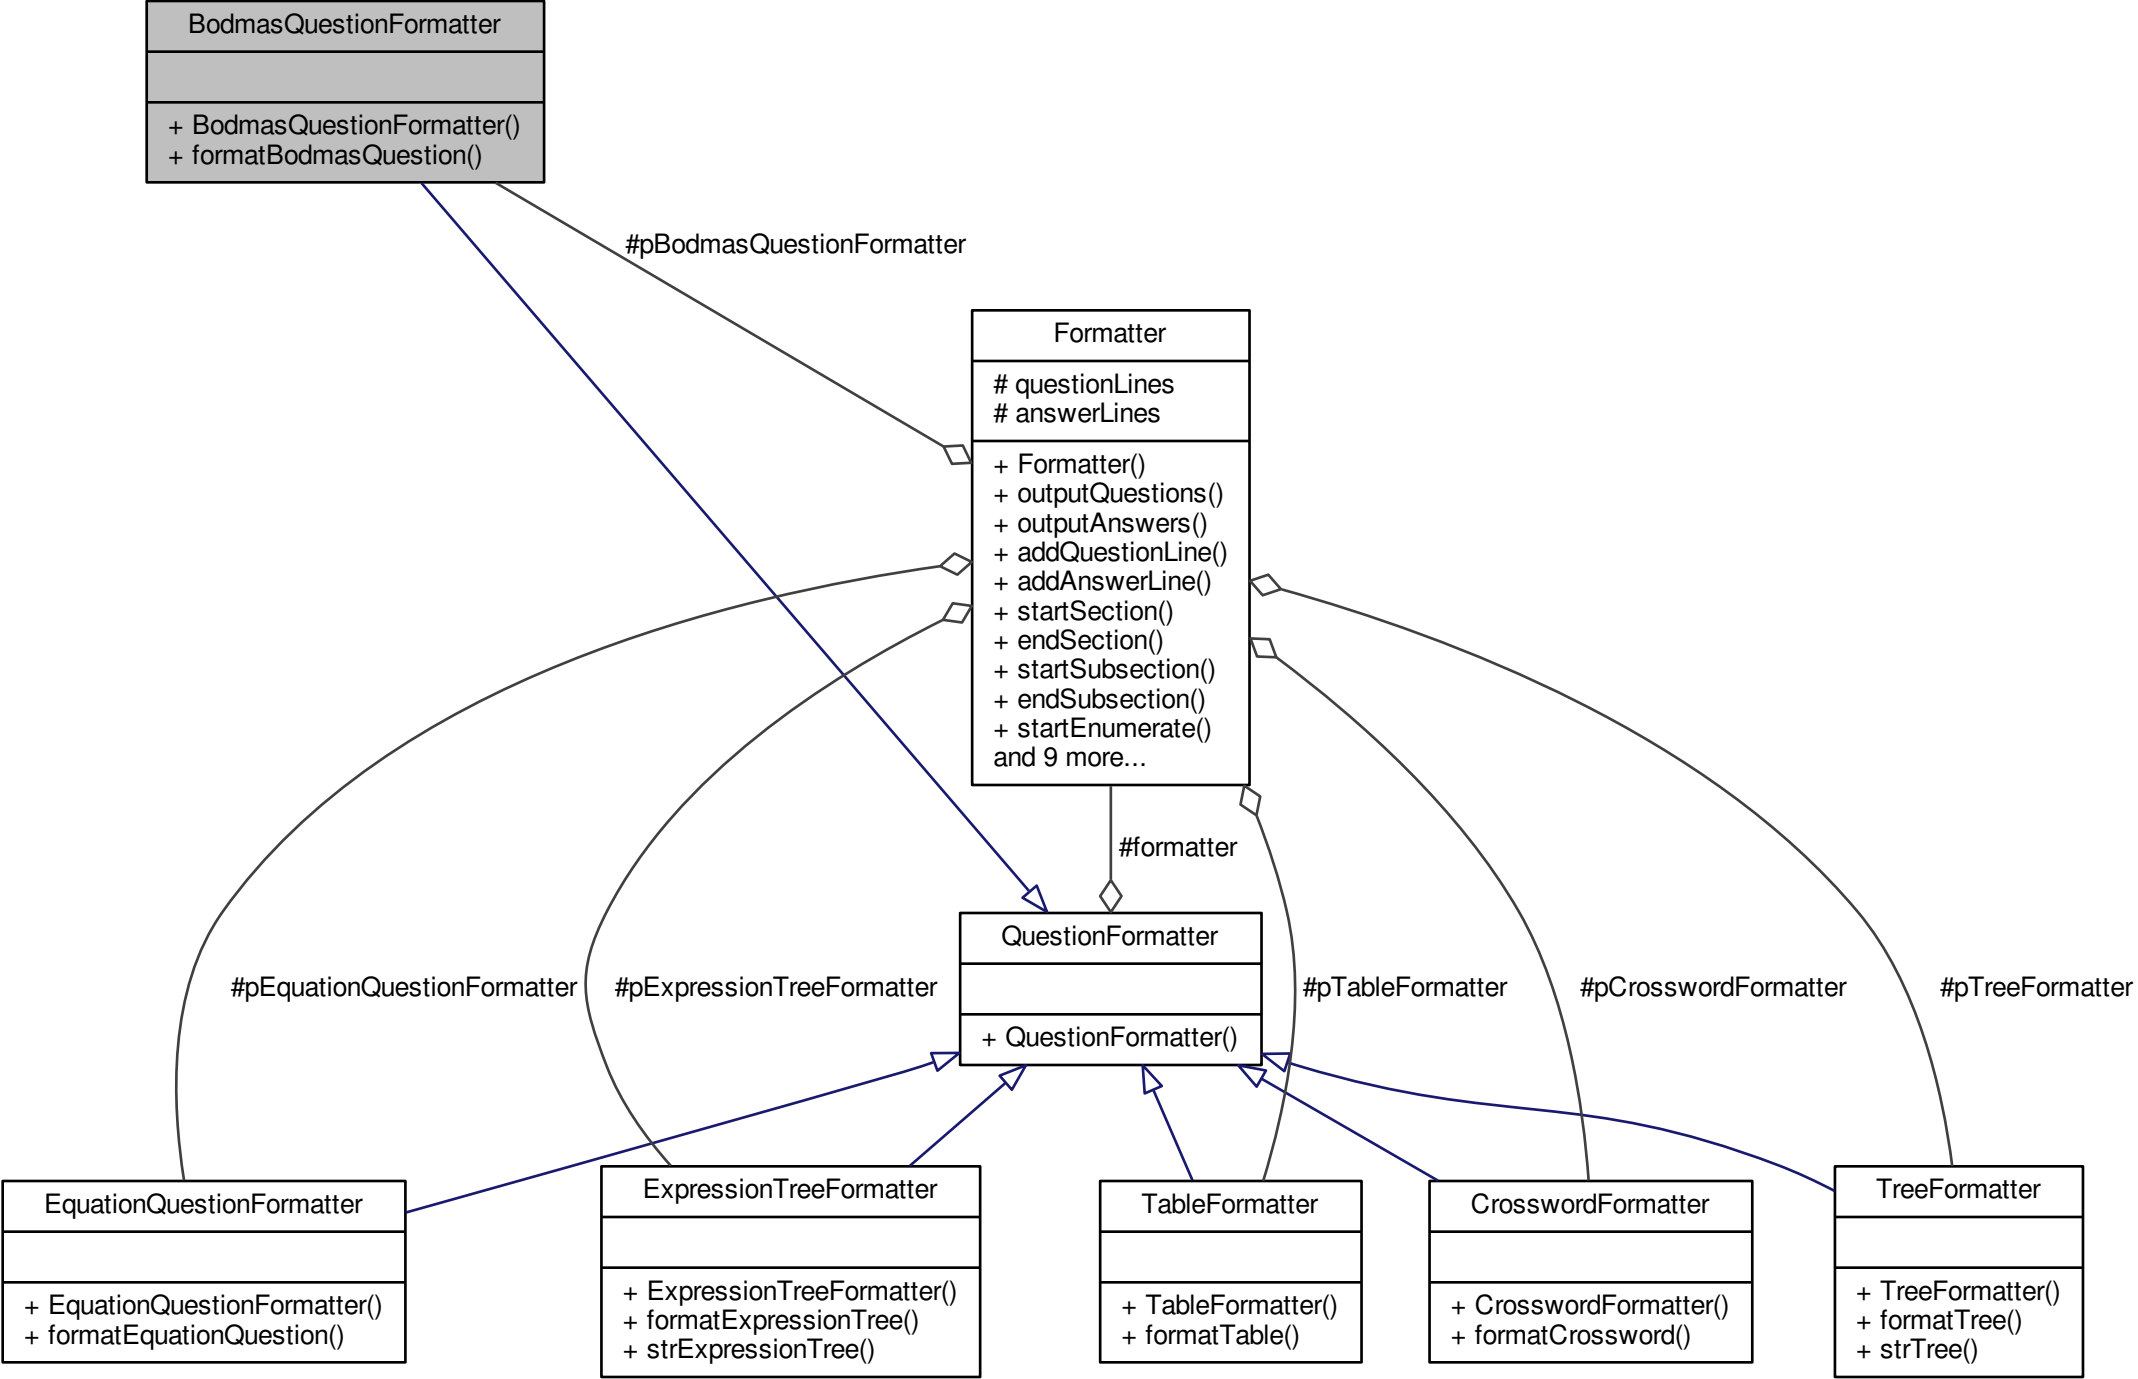 BodmasQuestionFormatter
+ BodmasQuestionFormatter()
+ formatBodmasQuestion()
#pBodmasQuestionFormatter
Formatter
# questionLines
# answerLines
+ Formatter()
+ outputQuestions()
+ outputAnswers()
+ addQuestionLine()
+ addAnswerLine()
+ startSection()
+ endSection()
+ startSubsection()
+ endSubsection()
+ startEnumerate()
and 9 more...
#formatter
QuestionFormatter
+ QuestionFormatter()
#pEquationQuestionFormatter
#pExpressionTreeFormatter
#pTableFormatter
#pCrosswordFormatter
#pTreeFormatter
EquationQuestionFormatter
+ EquationQuestionFormatter()
+ formatEquationQuestion()
ExpressionTreeFormatter
+ ExpressionTreeFormatter()
+ formatExpressionTree()
+ strExpressionTree()
TableFormatter
+ TableFormatter()
+ formatTable()
CrosswordFormatter
+ CrosswordFormatter()
+ formatCrossword()
TreeFormatter
+ TreeFormatter()
+ formatTree()
+ strTree()